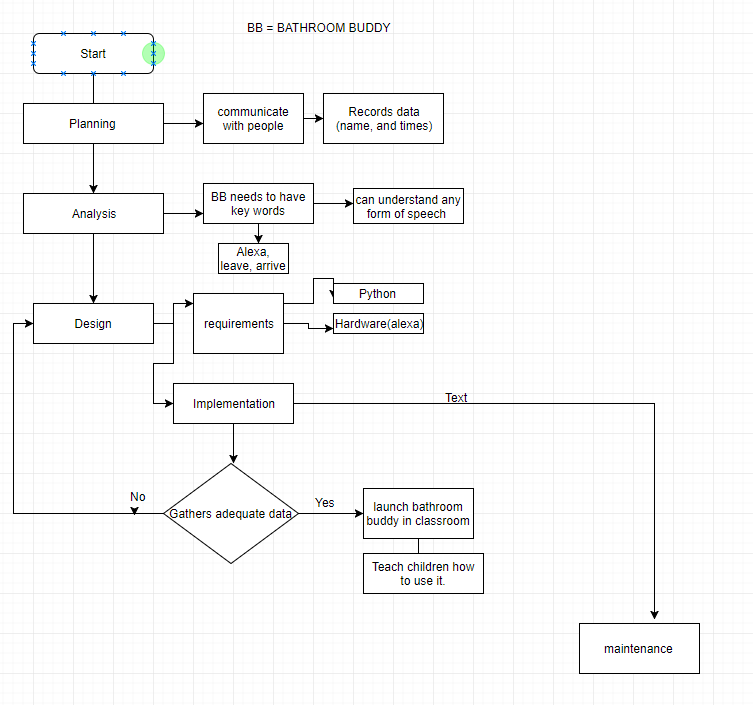 BB = BATHROOM BUDDY
Start
Planning
communicate
with people
Records data
(name, and times)
Analysis
BB needs to have
key words
can understand any
form of speech
Alexa,
leave, arrive
Design
requirements
Python
Hardware(alexa)
Implementation
Text
No
Gathers adequate data
Yes
launch bathroom
buddy in classroom
Teach children how
to use it.
maintenance